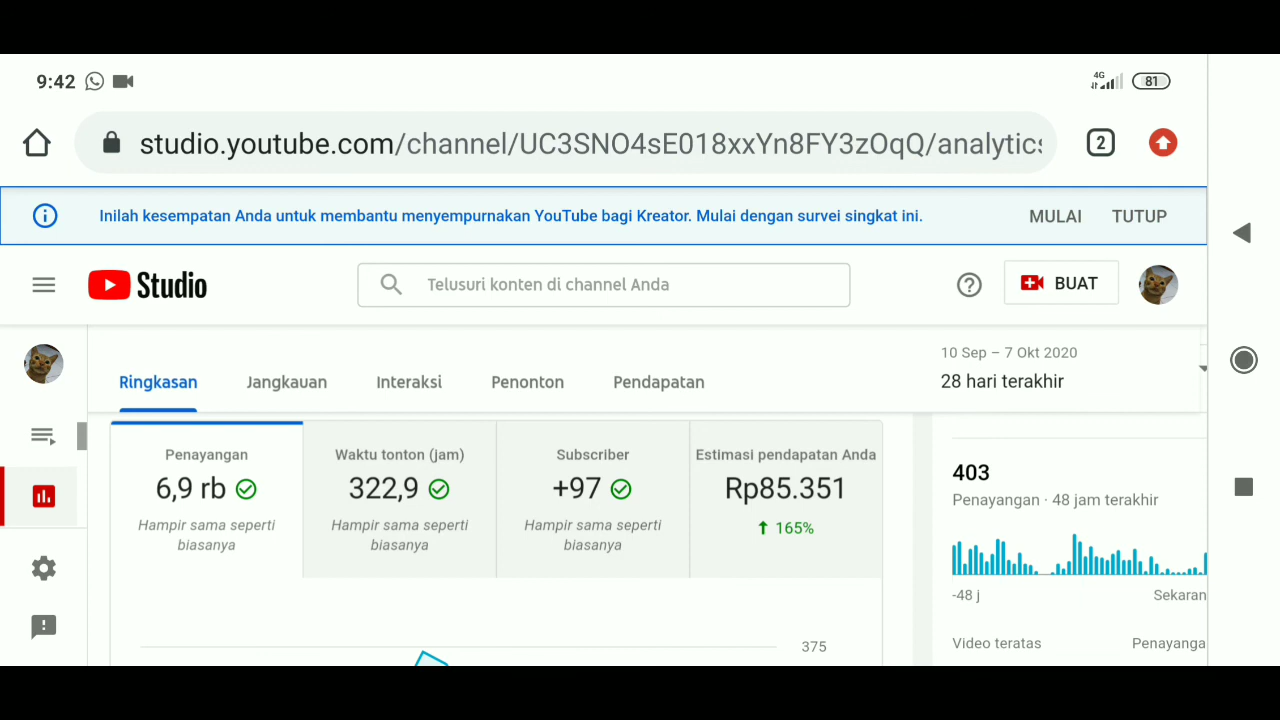 9:42
4G
81
studio.youtube.com/channel/UC3SNO4sE018xxYn8FY3zOqQ/analytics
2
Inilah kesempatan Anda untuk membantu menyempurnakan YouTube bagi Kreator. Mulai dengan survei singkat ini.
MULAI
TUTUP
Studio
Telusuri konten di channel Anda
BUAT
Ringkasan
Jangkauan
Interaksi
Penonton
Pendapatan
10 Sep – 7 Okt 2020
28 hari terakhir
Penayangan
6,9 rb
Hampir sama seperti
biasanya
Waktu tonton (jam)
322,9
Hampir sama seperti
biasanya
Subscriber
+97
Hampir sama seperti
biasanya
Estimasi pendapatan Anda
Rp85.351
165%
375
403
Penayangan · 48 jam terakhir
-48 j
Sekaran
Video teratas
Penayanga